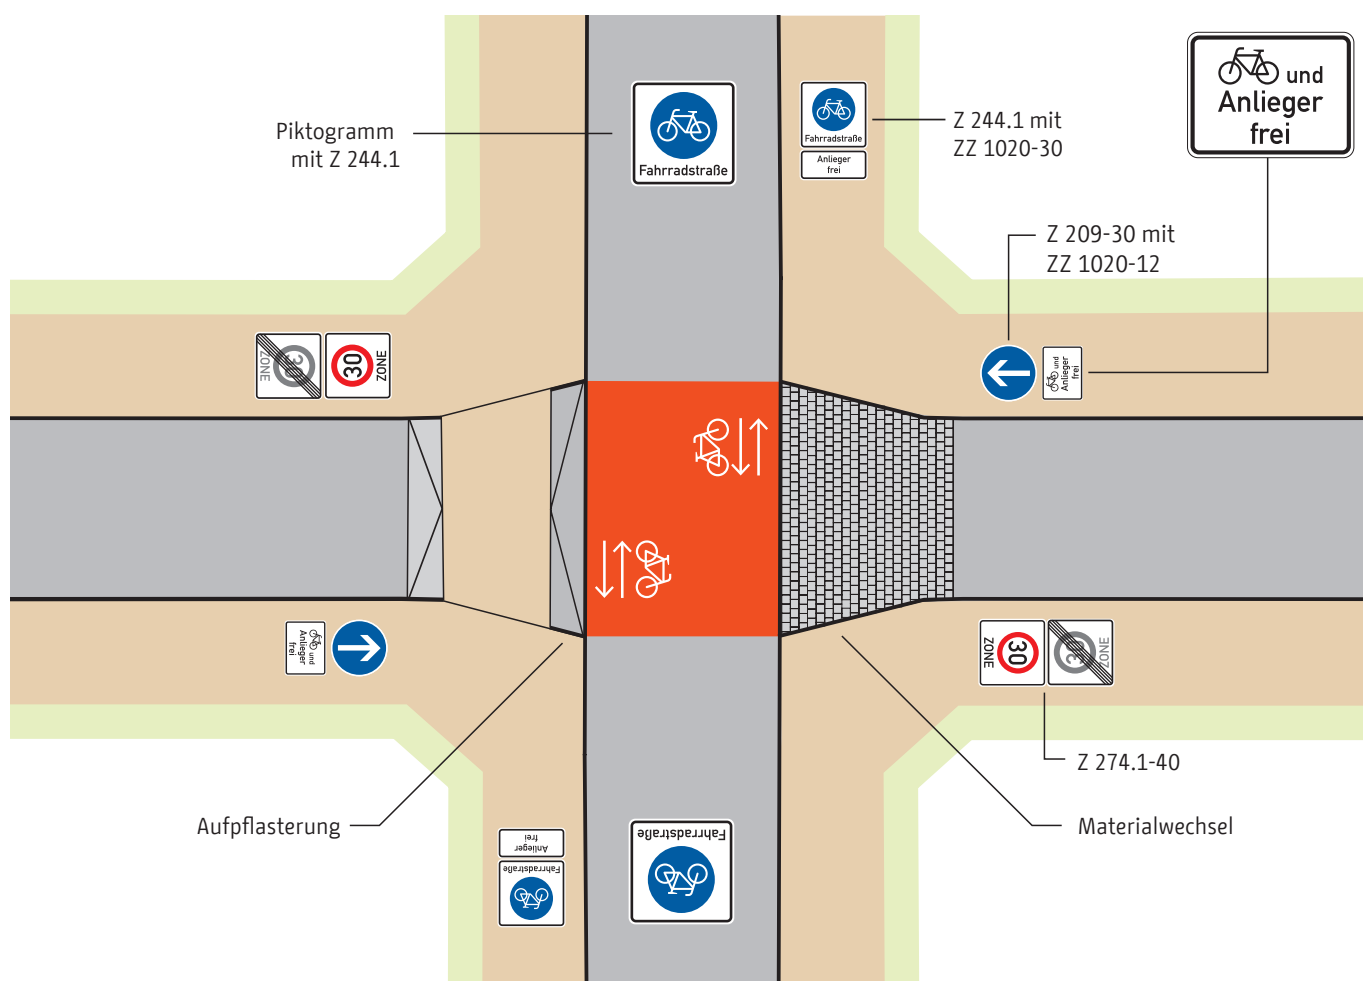 Piktogramm
mit Z 244.1
Fahrradstraße
Fahrradstraße
Anlieger
frei
Z 244.1 mit
ZZ 1020-30
und
Anlieger
frei
Z 209-30 mit
ZZ 1020-12
30
ZONE
30
ZONE
und
Anlieger
frei
und
Anlieger
frei
30
ZONE
30
ZONE
Z 274.1-40
Aufpflasterung
Materialwechsel
Anlieger
frei
Fahrradstraße
Fahrradstraße